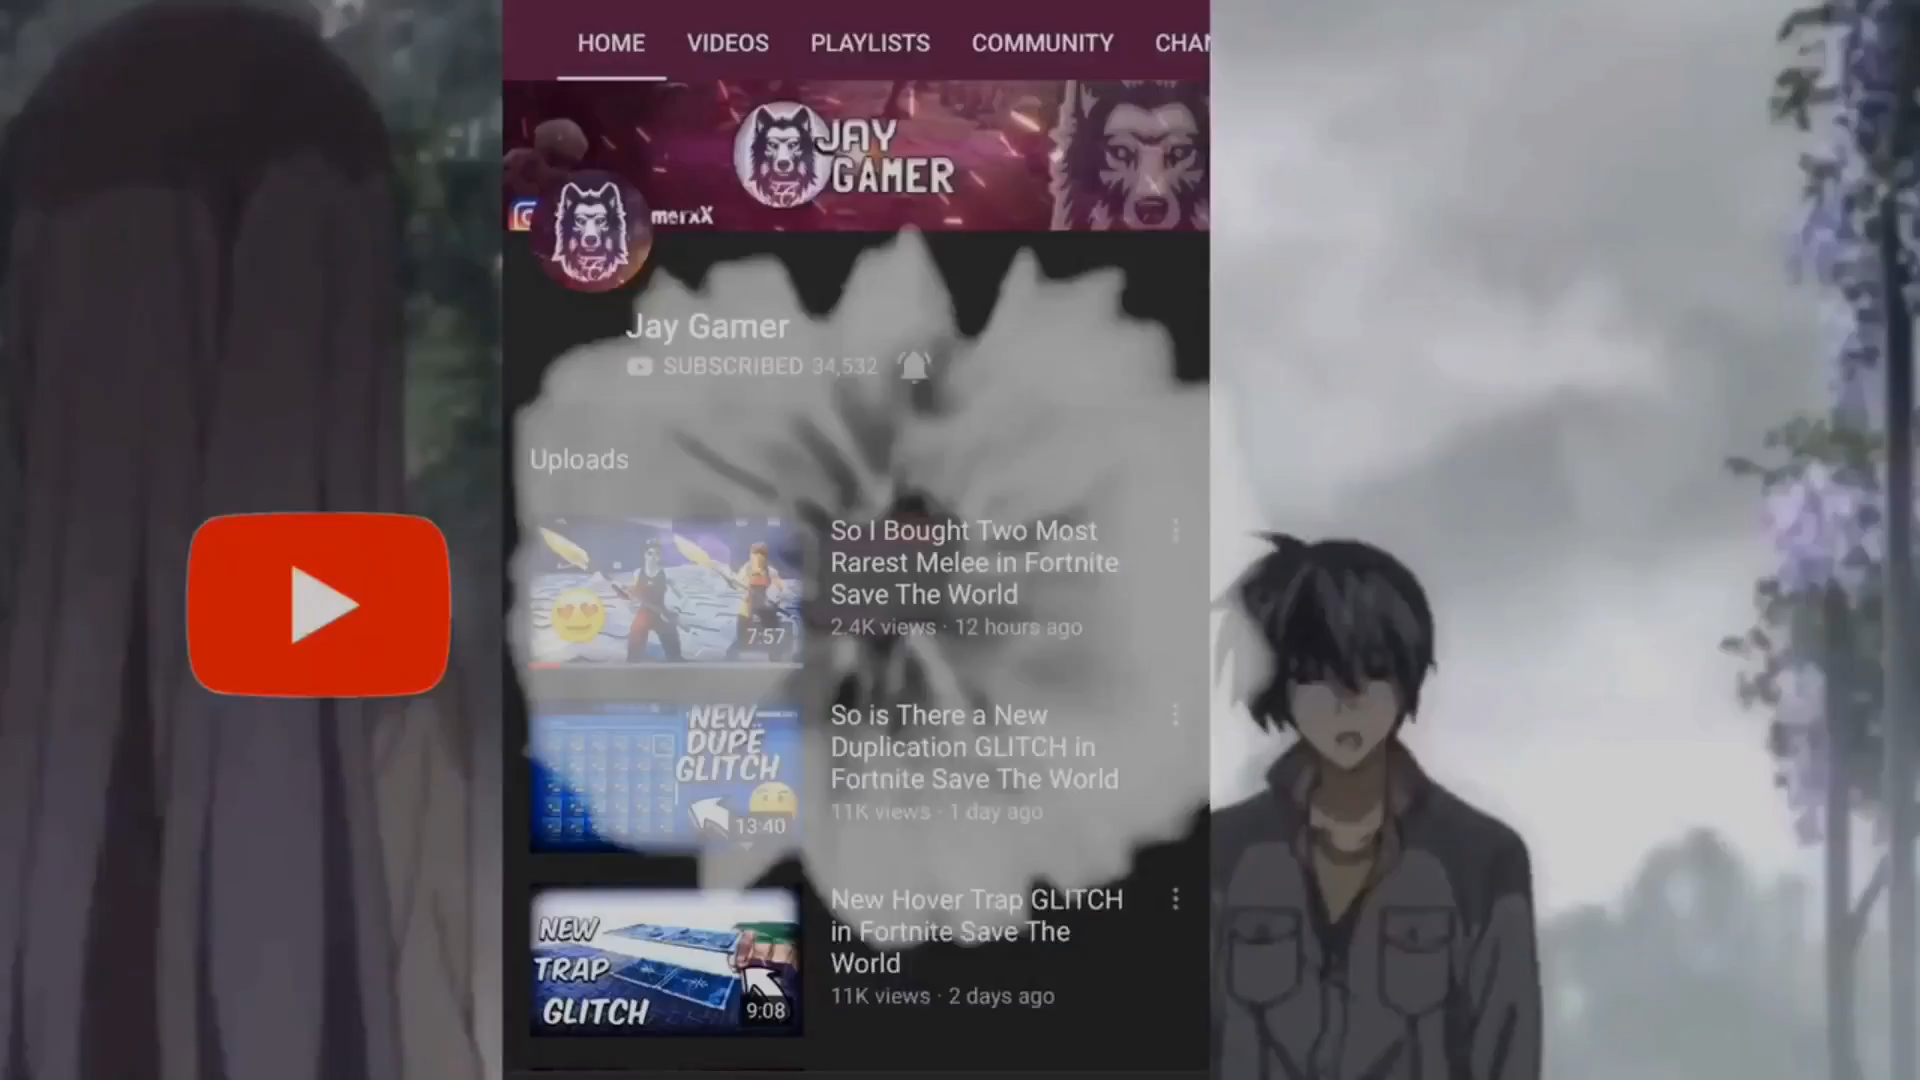 HOME VIDEOS PLAYLISTS COMMUNITY
JAY
GAMER
merxX
Jay Gamer
SUBSCRIBED 34,532
Uploads
So I Bought Two Most
Rarest Melee in Fortnite
Save The World
2.4K views · 12 hours ago
7:57
So is There a New
Duplication GLITCH in
Fortnite Save The World
11K views · 1 day ago
NEW
DUPE
GLITCH
13:40
New Hover Trap GLITCH
in Fortnite Save The
World
11K views · 2 days ago
NEW
TRAP
GLITCH
9:08